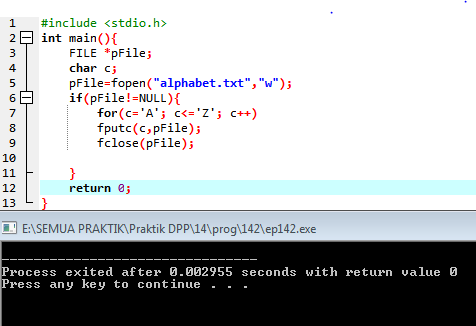 1 #include <stdio.h>
2 int main(){
3 FILE *pFile;
4 char c;
5 pFile=fopen("alphabet.txt","w");
6 if(pFile!=NULL){
7 for(c='A'; c<='Z'; c++)
8 fputc(c,pFile);
9 fclose(pFile);
10
11 }
12 return 0;
13 }
E:\SEMUA PRAKTIK\Praktik DPP\14\prog\142\ep142.exe
--------------------------------
Process exited after 0.002955 seconds with return value 0
Press any key to continue . . .